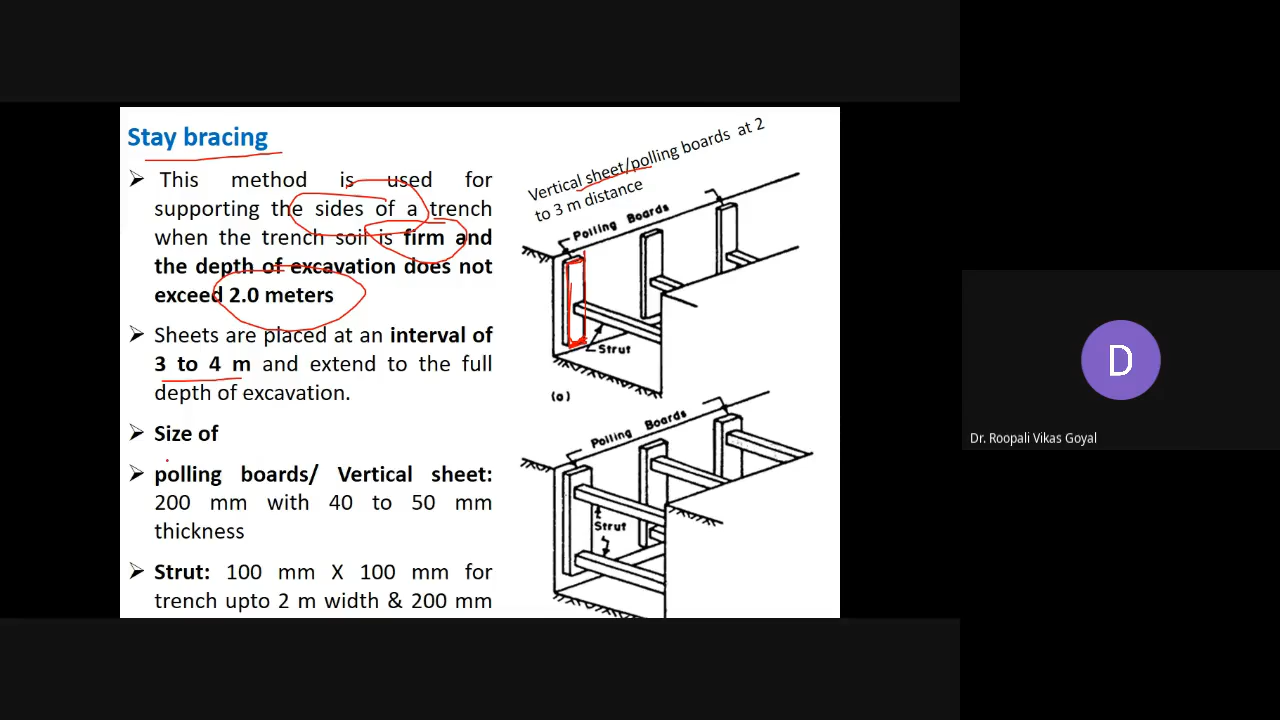 Stay bracing
➢ This method is used for
supporting the sides of a trench
when the trench soil is firm and
the depth of excavation does not
exceed 2.0 meters
➢ Sheets are placed at an interval of
3 to 4 m and extend to the full
depth of excavation.
➢ Size of
➢ polling boards/ Vertical sheet:
200 mm with 40 to 50 mm
thickness
➢ Strut: 100 mm X 100 mm for
trench upto 2 m width & 200 mm
Vertical sheet/polling boards at 2
to 3 m distance
Polling Boards
Strut
(a)
Polling Boards
Strut
D
Dr. Roopali Vikas Goyal